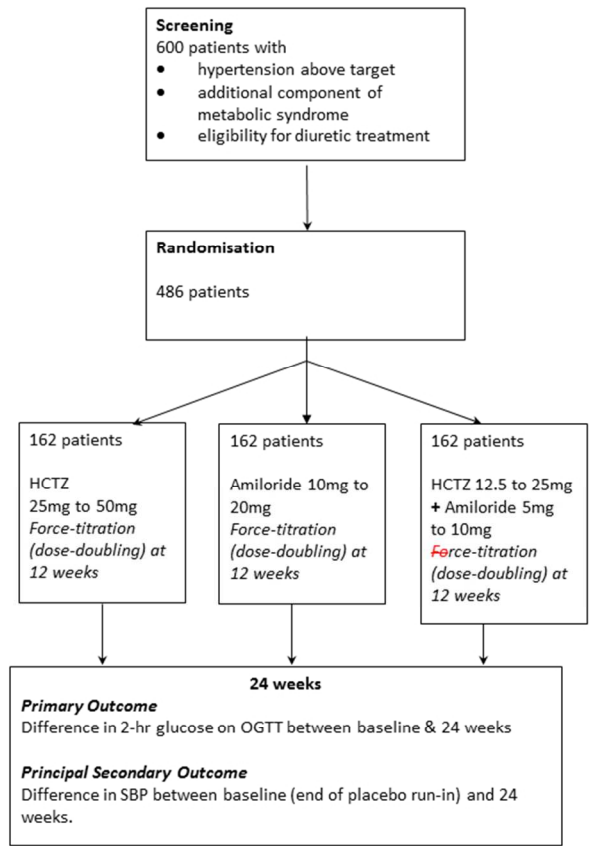 Screening
600 patients with
• hypertension above target
• additional component of
metabolic syndrome
• eligibility for diuretic treatment
Randomisation
486 patients
162 patients
HCTZ
25mg to 50mg
Force-titration
(dose-doubling) at
12 weeks
162 patients
Amiloride 10mg to
20mg
Force-titration
(dose-doubling) at
12 weeks
162 patients
HCTZ 12.5 to 25mg
+ Amiloride 5mg
to 10mg
Force-titration
(dose-doubling) at
12 weeks
24 weeks
Primary Outcome
Difference in 2-hr glucose on OGTT between baseline & 24 weeks
Principal Secondary Outcome
Difference in SBP between baseline (end of placebo run-in) and 24
weeks.